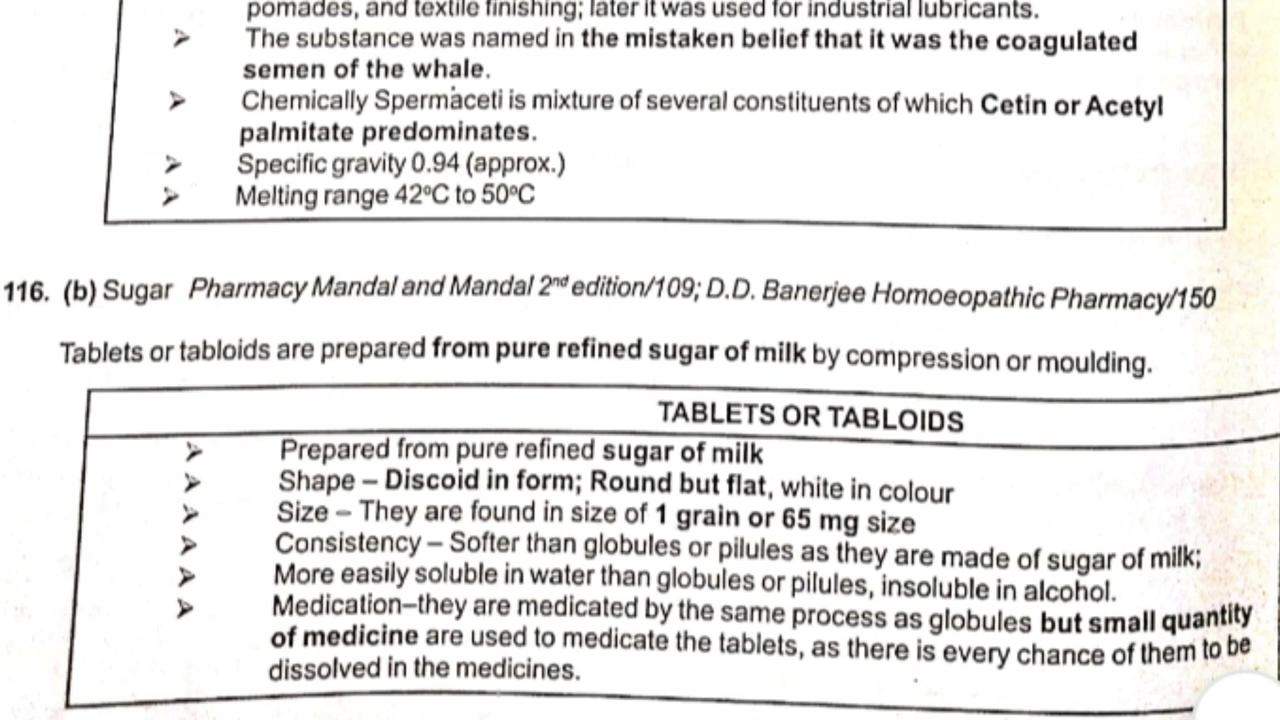 pomades, and textile finishing; later it was used for industrial lubricants.
➢ The substance was named in the mistaken belief that it was the coagulated
semen of the whale.
➢ Chemically Spermaceti is mixture of several constituents of which Cetin or Acetyl
palmitate predominates.
➢ Specific gravity 0.94 (approx.)
➢ Melting range 42ºC to 50ºC
116. (b) Sugar Pharmacy Mandal and Mandal 2nd edition/109; D.D. Banerjee Homoeopathic Pharmacy/150
Tablets or tabloids are prepared from pure refined sugar of milk by compression or moulding.
TABLETS OR TABLOIDS
➢ Prepared from pure refined sugar of milk
➢ Shape – Discoid in form; Round but flat, white in colour
➢ Size – They are found in size of 1 grain or 65 mg size
➢ Consistency – Softer than globules or pilules as they are made of sugar of milk;
➢ More easily soluble in water than globules or pilules, insoluble in alcohol.
➢ Medication–they are medicated by the same process as globules but small quantity
of medicine are used to medicate the tablets, as there is every chance of them to be
dissolved in the medicines.